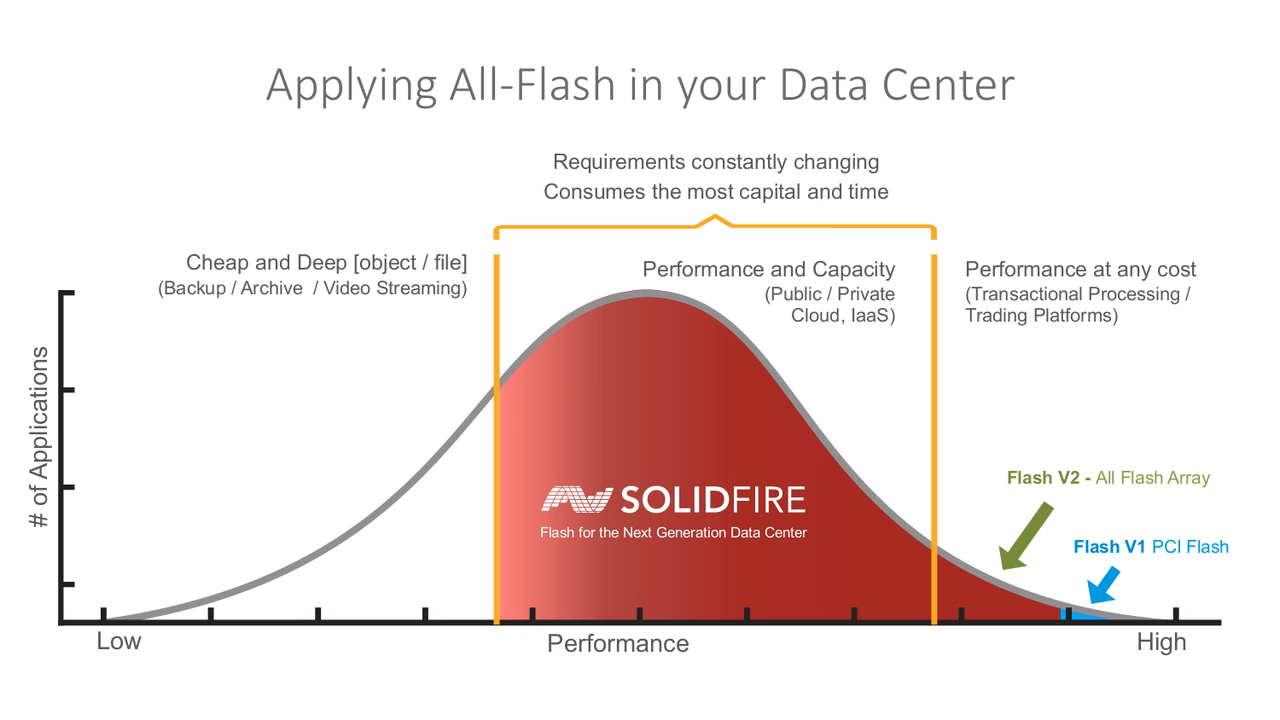 Applying All-Flash in your Data Center
Requirements constantly changing
Consumes the most capital and time
Cheap and Deep [object / file]
(Backup / Archive / Video Streaming)
Performance and Capacity
(Public / Private
Cloud, IaaS)
Performance at any cost
(Transactional Processing /
Trading Platforms)
# of Applications
SOLIDFIRE
Flash for the Next Generation Data Center
Flash V2 - All Flash Array
Flash V1 PCI Flash
Low
Performance
High